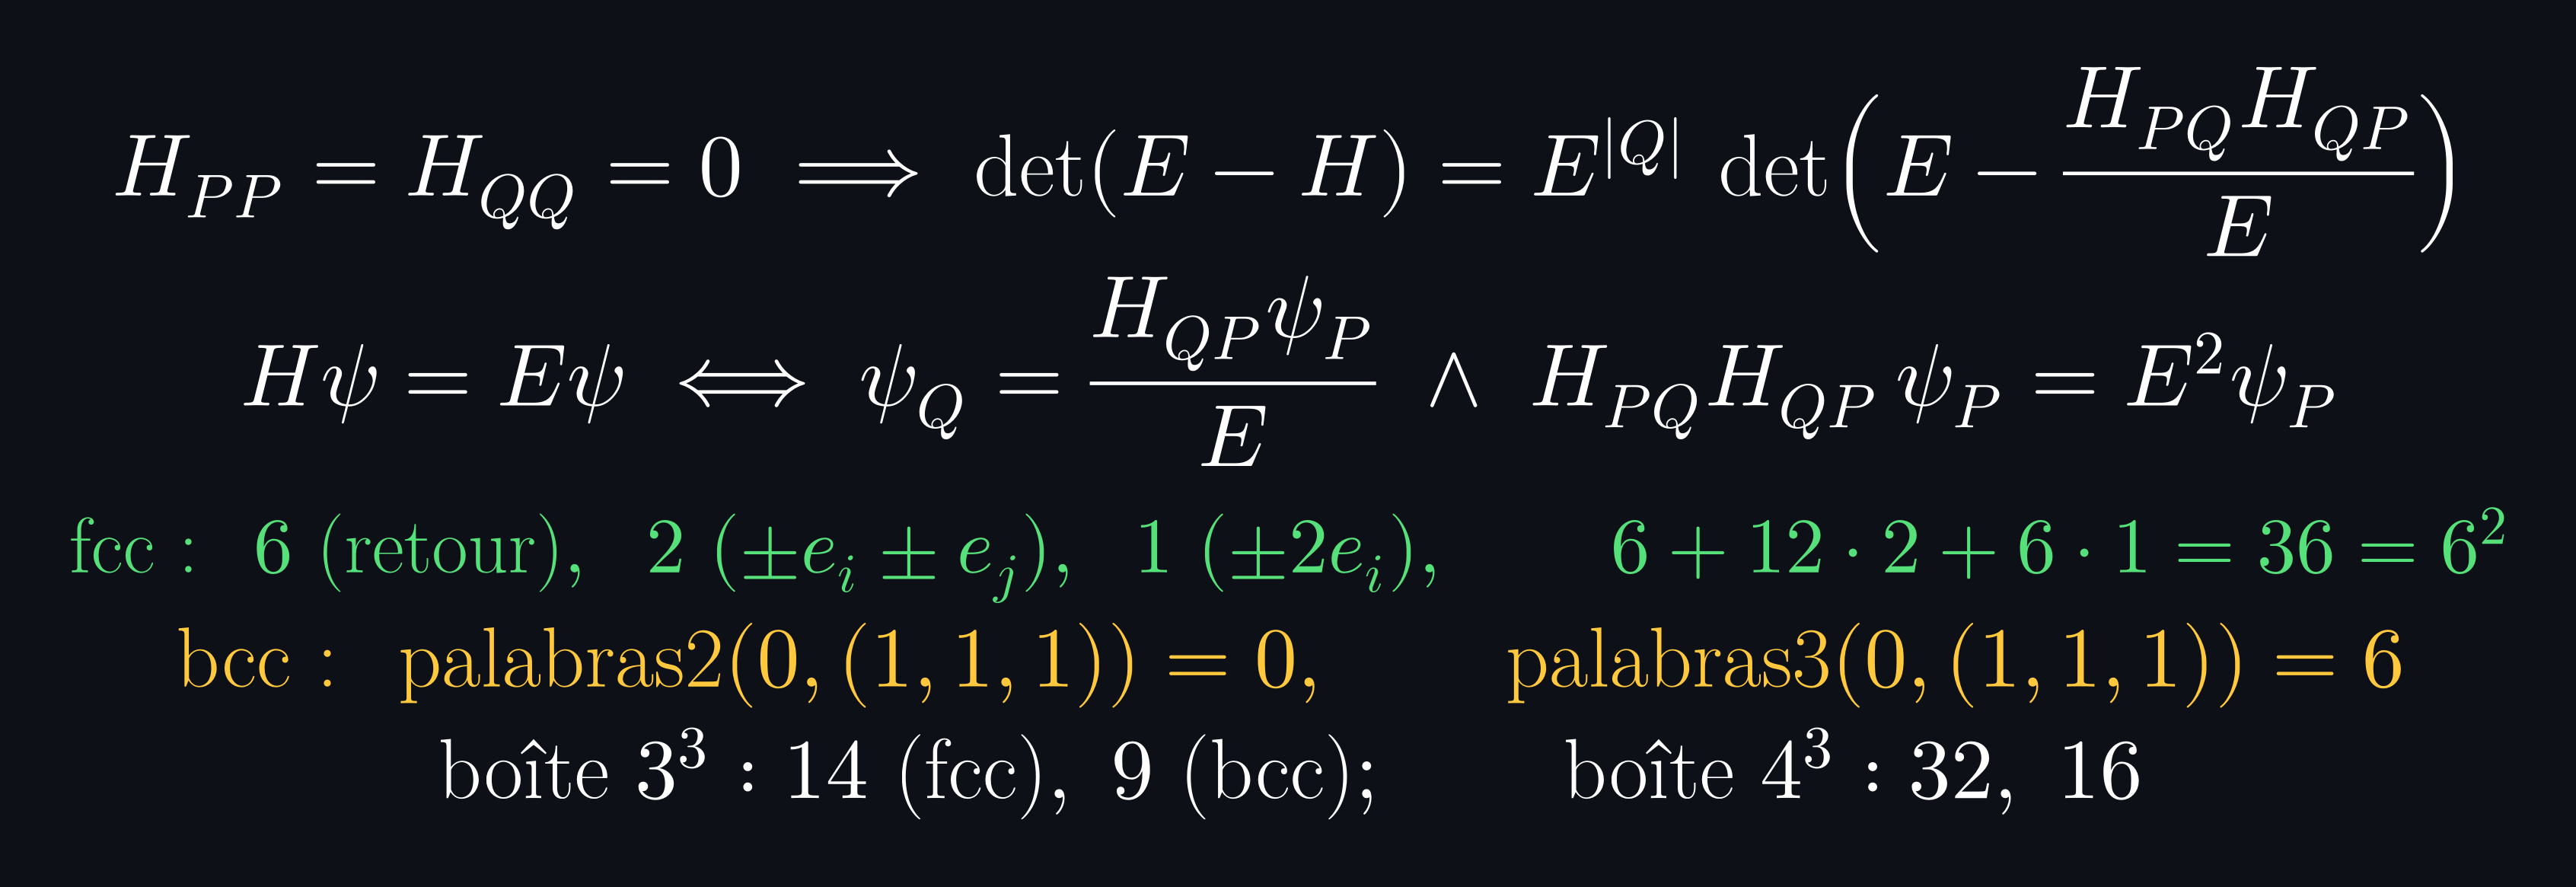 H_{PP} = H_{QQ} = 0 ⟹ det(E − H) = E^{|Q|} det(E − \frac{H_{PQ}H_{QP}}{E})
Hψ = Eψ ⟺ ψ_Q = \frac{H_{QP}ψ_P}{E} ∧ H_{PQ}H_{QP} ψ_P = E^2ψ_P
fcc : 6 (retour), 2 (±e_i ± e_j), 1 (±2e_i), 6 + 12 · 2 + 6 · 1 = 36 = 6^2
bcc : palabras2(0, (1, 1, 1)) = 0, palabras3(0, (1, 1, 1)) = 6
boîte 3^3 : 14 (fcc), 9 (bcc); boîte 4^3 : 32, 16